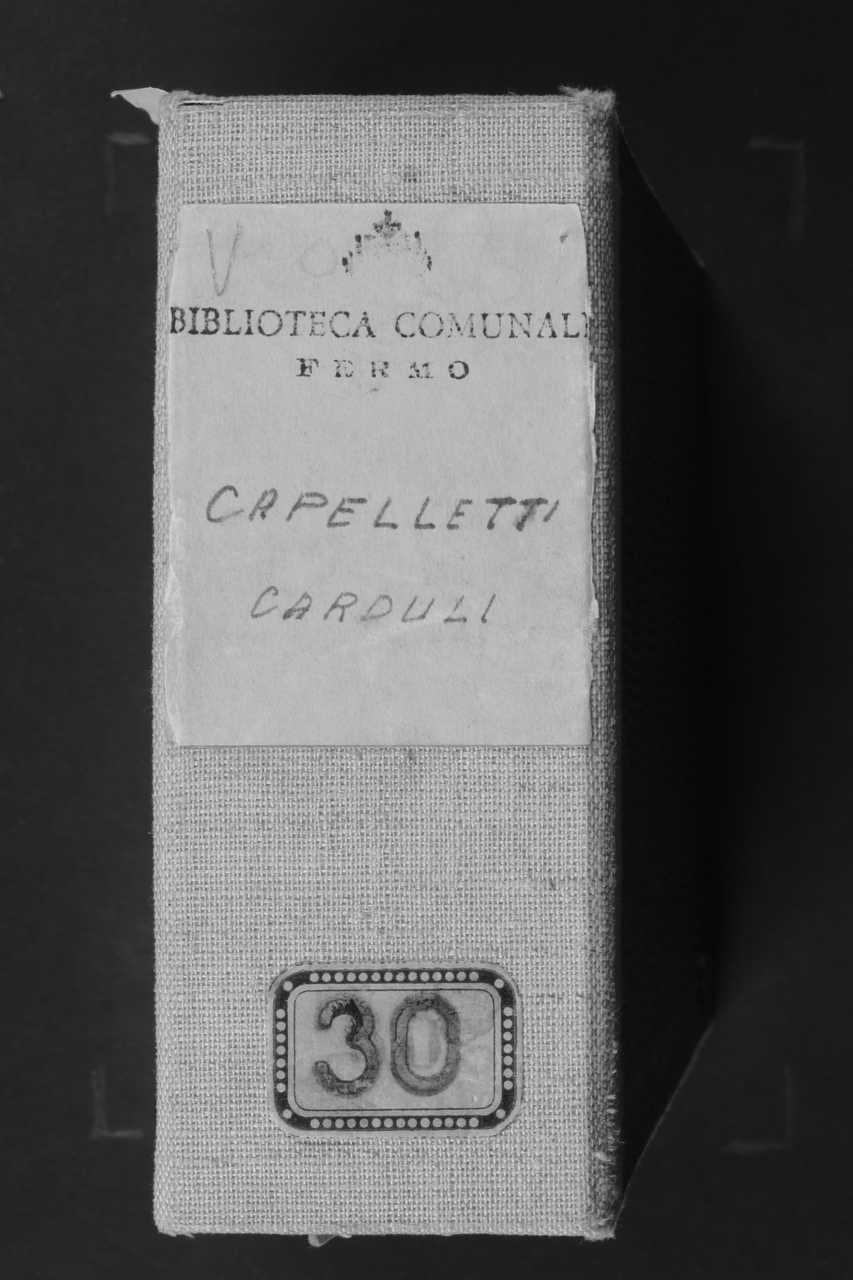 V
BIBLIOTECA COMUNALE
FERMO
CAPELLETTI
CARDULI
30